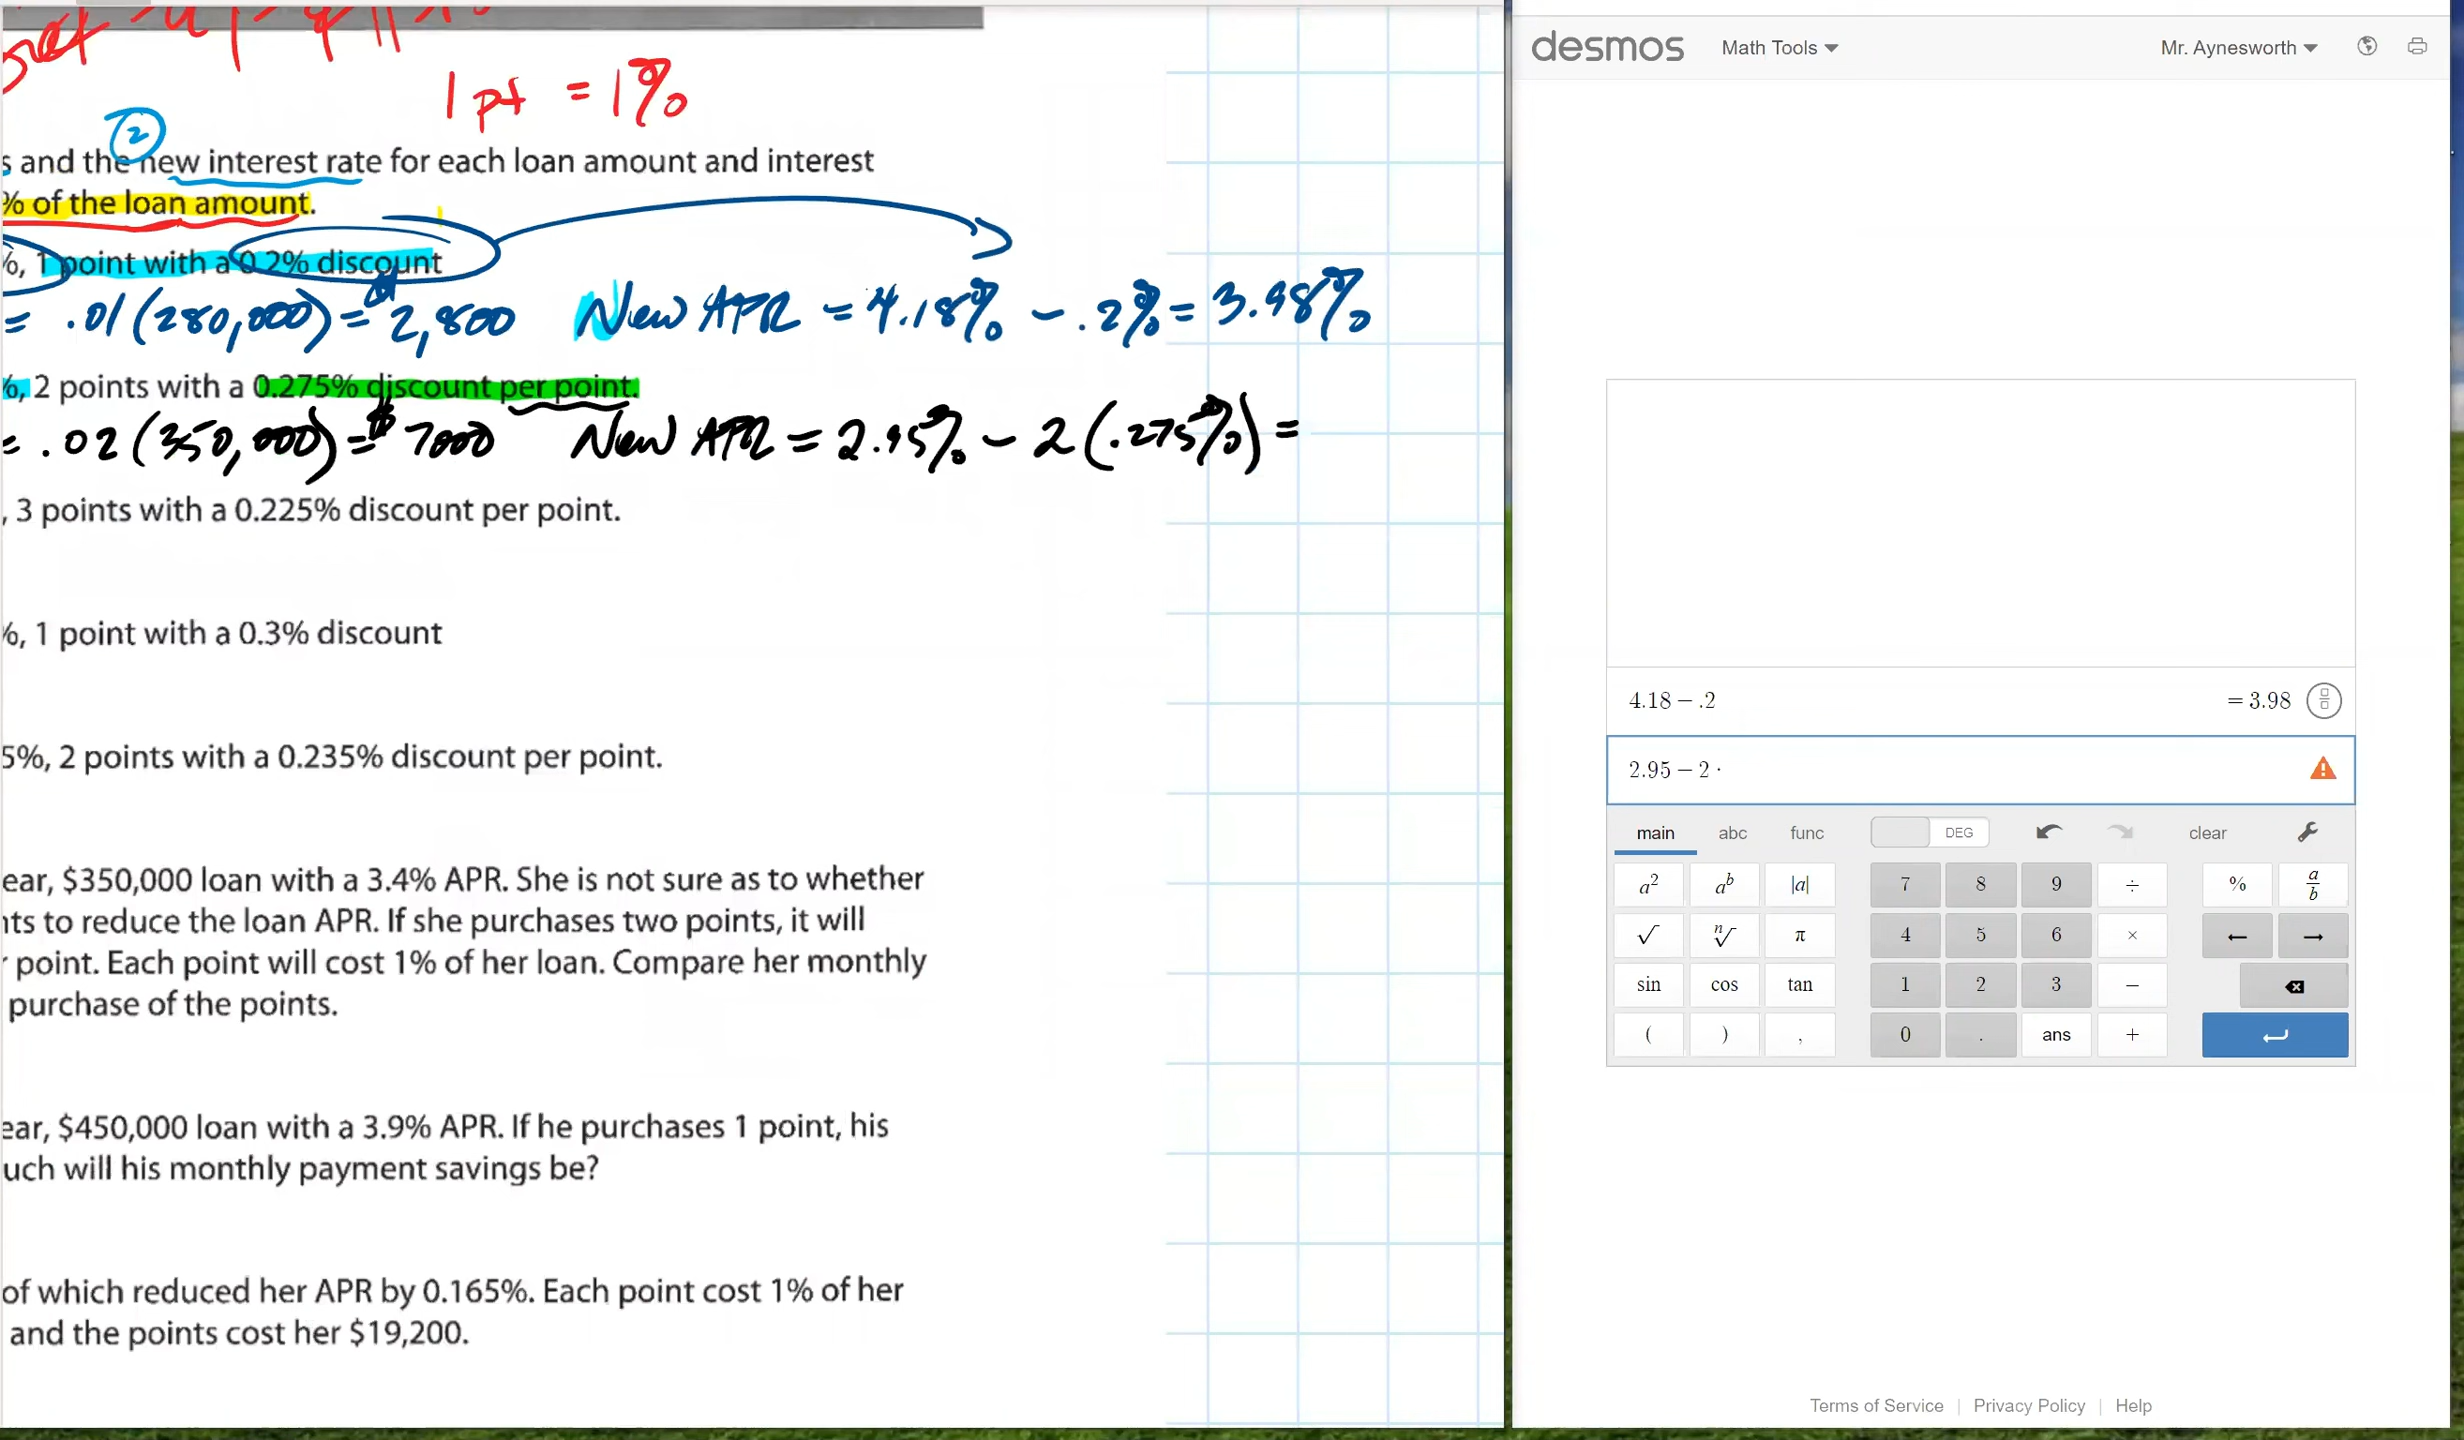 1 pt = 1%
2
s and the new interest rate for each loan amount and interest
% of the loan amount.
%, 1 point with a 0.2% discount
= .01 (280,000) = $2,800 New APR = 4.18% - .2% = 3.98%
%, 2 points with a 0.275% discount per point.
= .02 (350,000) = $7000 New APR = 2.95% - 2 (.275%) =
, 3 points with a 0.225% discount per point.
%, 1 point with a 0.3% discount
5%, 2 points with a 0.235% discount per point.
ear, $350,000 loan with a 3.4% APR. She is not sure as to whether
nts to reduce the loan APR. If she purchases two points, it will
r point. Each point will cost 1% of her loan. Compare her monthly
purchase of the points.
ear, $450,000 loan with a 3.9% APR. If he purchases 1 point, his
uch will his monthly payment savings be?
of which reduced her APR by 0.165%. Each point cost 1% of her
and the points cost her $19,200.
desmos Math Tools Mr. Aynesworth
4.18 − .2 = 3.98
2.95 − 2 ·
main abc func DEG clear
a² aᵇ |a| 7 8 9 ÷ % a/b
√ ⁿ√ π 4 5 6 × ← →
sin cos tan 1 2 3 −
( ) , 0 . ans +
Terms of Service | Privacy Policy | Help